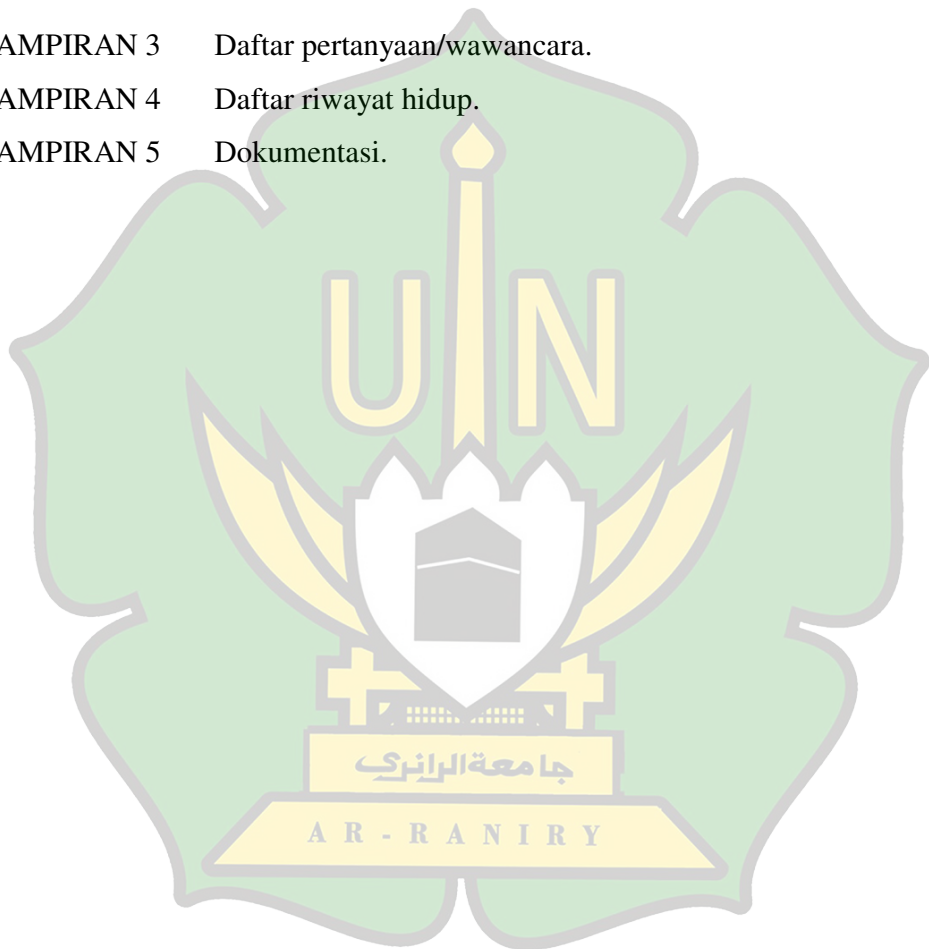 AMPIRAN 3 Daftar pertanyaan/wawancara.
AMPIRAN 4 Daftar riwayat hidup.
AMPIRAN 5 Dokumentasi.
UIN
جامعةالرانري
AR-RANIRY